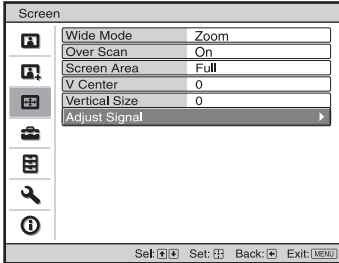 Screen
Wide Mode Zoom
Over Scan On
Screen Area Full
V Center 0
Vertical Size 0
Adjust Signal
Sel: Set: Back: Exit: MENU